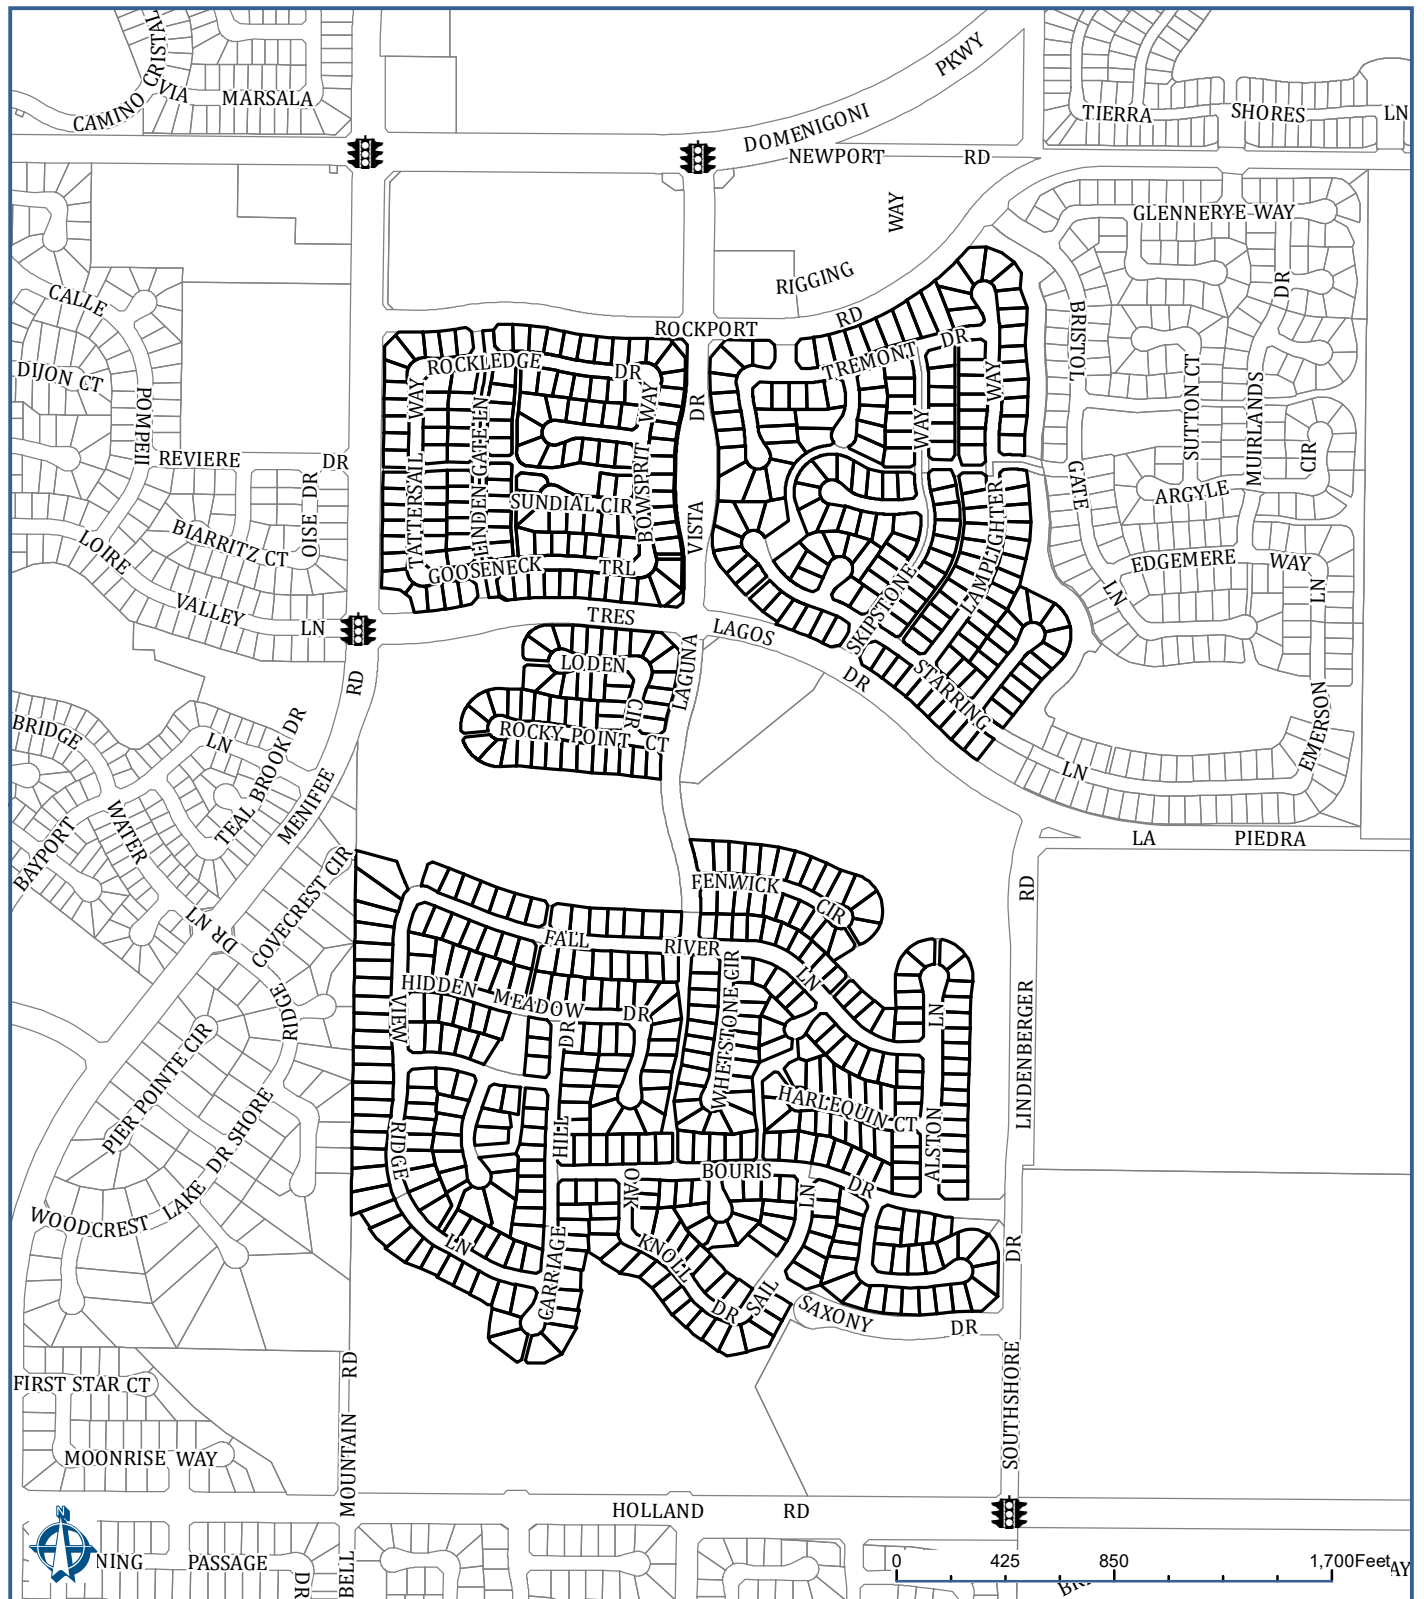 CRISTAL
CAMINO
VIA
MARSALA
PKWY
DOMENIGONI
NEWPORT
RD
TIERRA
SHORES
LN
WAY
GLENNERYE WAY
CALLE
RIGGING
RD
ROCKPORT
DR
BRISTOL
DIJON CT
POMPEII
ROCKLEDGE
DR
WAY
WAY
DR
TREMONT
DR
WAY
WAY
SUTTON CT
MUIRLANDS
CIR
REVIERE
DR
TATTERSAIL
LINDEN-GATE-LN
BOWSPRIT
SUNDIAL CIR
VISTA
GATE
ARGYLE
OISE DR
BIARRITZ CT
LOIRE
VALLEY
LN
GOOSENECK
TRL
SKIPSTONE
LAMPLIGHTER
EDGEMERE
WAY
LN
LN
TRES
LAGOS
DR
STARRING
LN
EMERSON
LODEN
CIR
LAGUNA
ROCKY POINT CT
RD
BRIDGE
LN
TEAL BROOK DR
MENIFEE
WATER
BAYPORT
LN
DR
COVECREST CIR
LA
PIEDRA
FENWICK
CIR
RD
FALL
RIVER
LN
HIDDEN
MEADOW
DR
DR
VIEW
WHETSTONE CIR
LN
LINDENBERGER
RIDGE
PIER POINTE CIR
HARLEQUIN CT
ALSTON
HILL
RIDGE
SHORE
DR
LAKE
WOODCREST
BOURIS
DR
OAK
LN
KNOLL
DR
SAIL
CARRIAGE
LN
SAXONY
DR
DR
SOUTHSHORE
FIRST STAR CT
RD
MOONRISE WAY
MOUNTAIN
HOLLAND
RD
N
NING
PASSAGE
DR
BELL
0
425
850
1,700Feet
AY